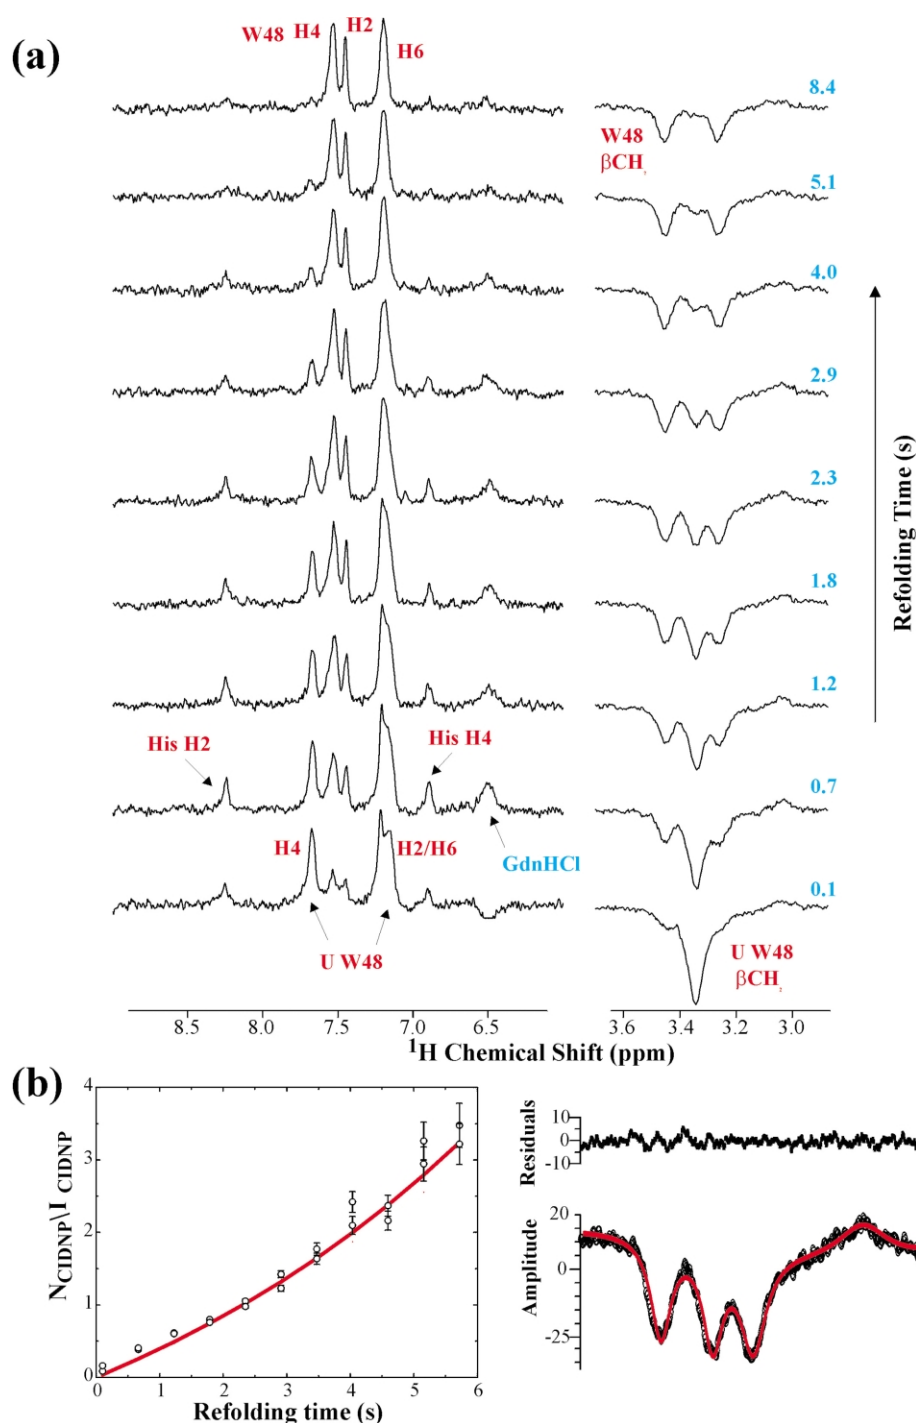 (a)
W48 H4 H2 H6
8.4
W48
βCH₂
5.1
4.0
2.9
2.3
1.8
1.2
Refolding Time (s)
His H2
His H4
0.7
H4
H2/H6
GdnHCl
0.1
U W48
U W48
βCH₂
8.5 8.0 7.5 7.0 6.5 3.6 3.4 3.2 3.0
¹H Chemical Shift (ppm)
(b)
4
3
2
1
0
N_CIDNP\I_CIDNP
0 1 2 3 4 5 6
Refolding time (s)
10
0
-10
Residuals
20
0
-25
Amplitude